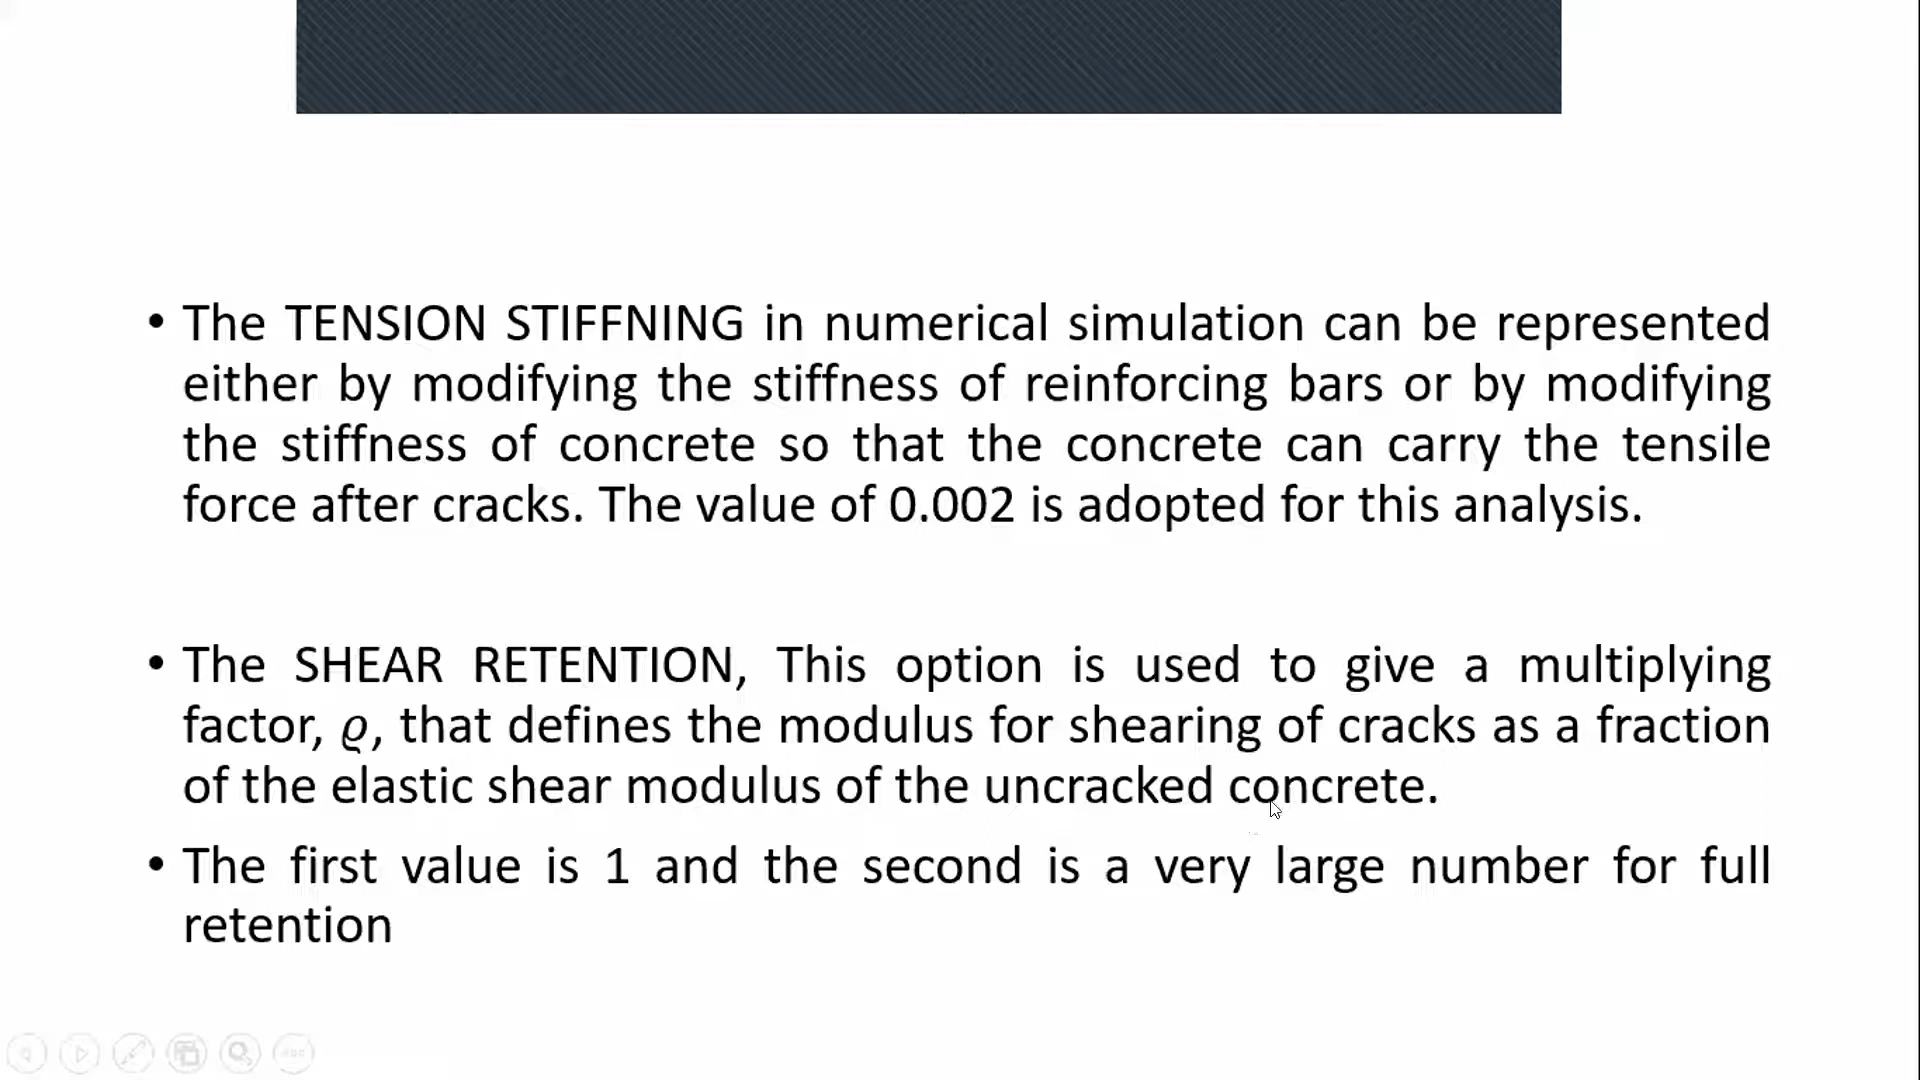 • The TENSION STIFFNING in numerical simulation can be represented
either by modifying the stiffness of reinforcing bars or by modifying
the stiffness of concrete so that the concrete can carry the tensile
force after cracks. The value of 0.002 is adopted for this analysis.
• The SHEAR RETENTION, This option is used to give a multiplying
factor, ϱ, that defines the modulus for shearing of cracks as a fraction
of the elastic shear modulus of the uncracked concrete.
• The first value is 1 and the second is a very large number for full
retention